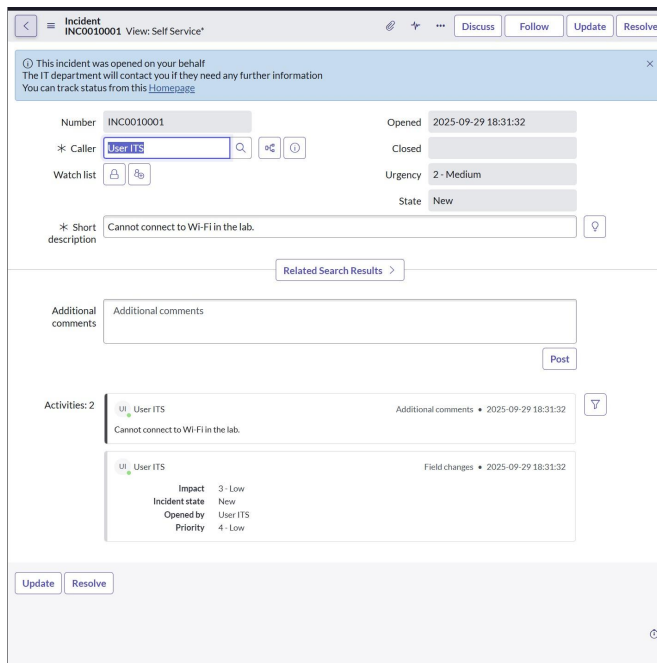 Incident
INC0010001 View: Self Service*
Discuss
Follow
Update
Resolve
This incident was opened on your behalf
The IT department will contact you if they need any further information
You can track status from this Homepage
Number INC0010001
Opened 2025-09-29 18:31:32
* Caller User ITS
Closed
Watch list
Urgency 2 - Medium
State New
* Short description Cannot connect to Wi-Fi in the lab.
Related Search Results >
Additional comments Additional comments
Post
Activities: 2
UI User ITS Additional comments • 2025-09-29 18:31:32
Cannot connect to Wi-Fi in the lab.
UI User ITS Field changes • 2025-09-29 18:31:32
Impact 3 - Low
Incident state New
Opened by User ITS
Priority 4 - Low
Update Resolve